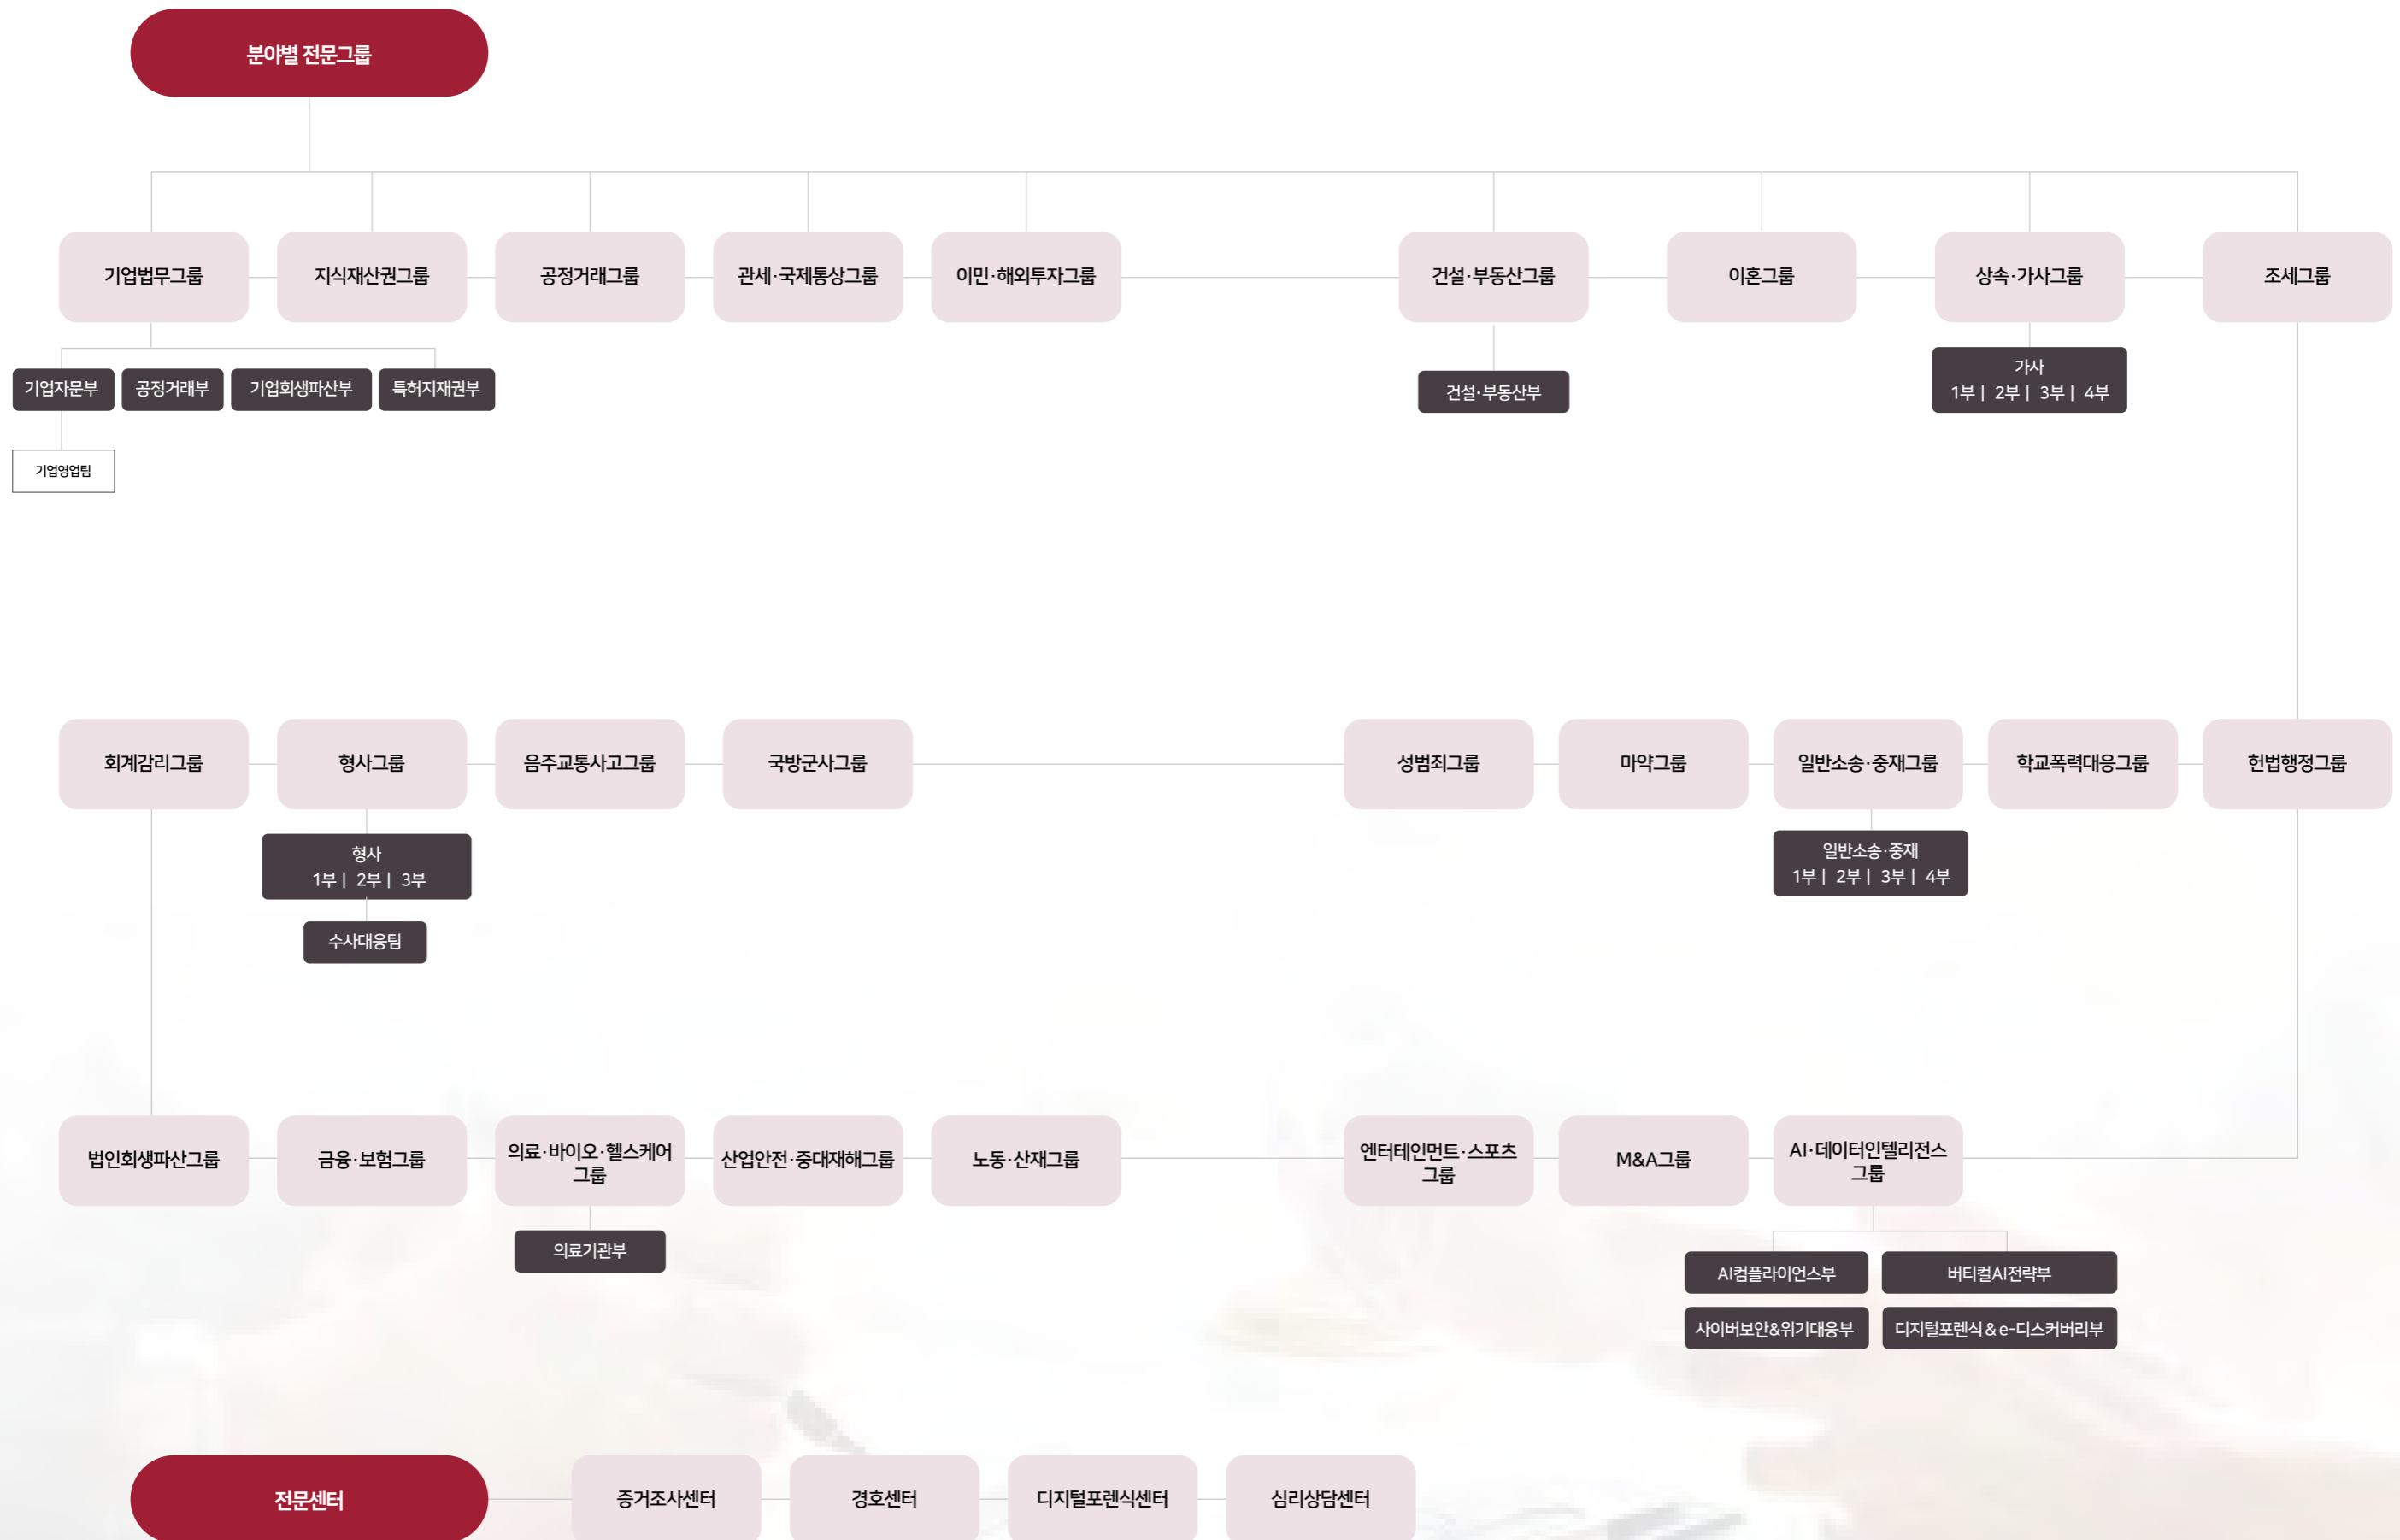 분야별 전문그룹
기업법무그룹
지식재산권그룹
공정거래그룹
관세·국제통상그룹
이민·해외투자그룹
건설·부동산그룹
이혼그룹
상속·가사그룹
조세그룹
기업자문부
공정거래부
기업회생파산부
특허지재권부
건설·부동산부
가사
1부 | 2부 | 3부 | 4부
기업영업팀
회계감리그룹
형사그룹
음주교통사고그룹
국방군사그룹
성범죄그룹
마약그룹
일반소송·중재그룹
학교폭력대응그룹
헌법행정그룹
형사
1부 | 2부 | 3부
일반소송·중재
1부 | 2부 | 3부 | 4부
수사대응팀
법인회생파산그룹
금융·보험그룹
의료·바이오·헬스케어
그룹
산업안전·중대재해그룹
노동·산재그룹
엔터테인먼트·스포츠
그룹
M&A그룹
AI·데이터인텔리전스
그룹
의료기관부
AI컴플라이언스부
버티컬AI전략부
사이버보안&위기대응부
디지털포렌식 & e-디스커버리부
전문센터
증거조사센터
경호센터
디지털포렌식센터
심리상담센터